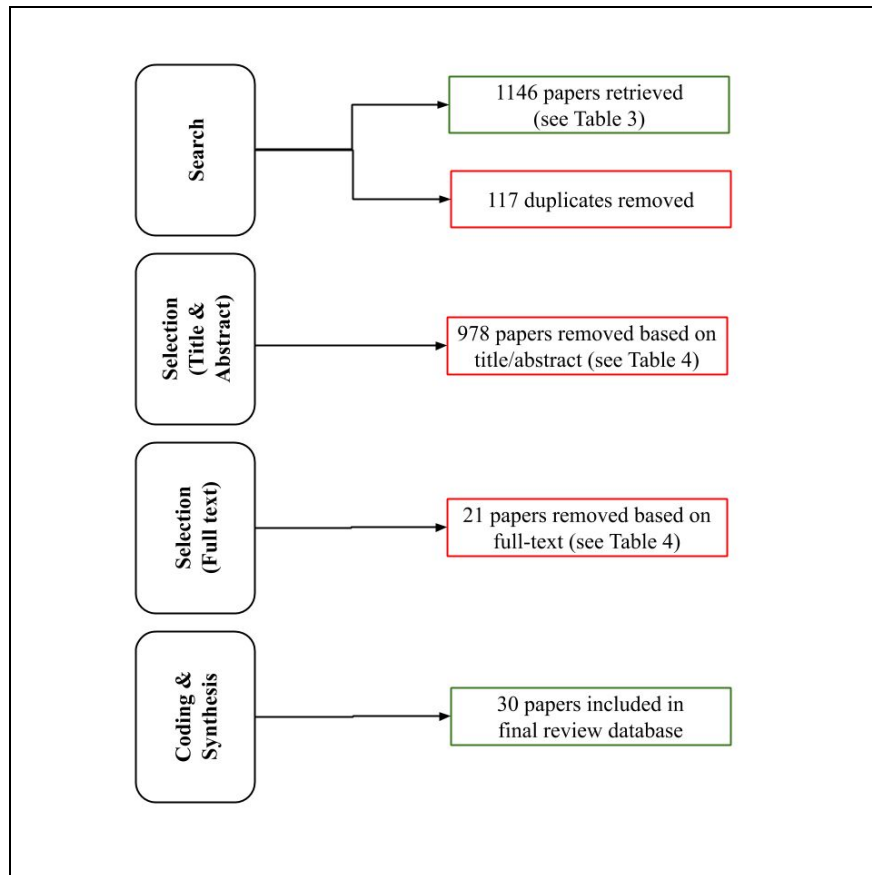 Search
1146 papers retrieved
(see Table 3)
117 duplicates removed
Selection
(Title &
Abstract)
978 papers removed based on
title/abstract (see Table 4)
Selection
(Full text)
21 papers removed based on
full-text (see Table 4)
Coding &
Synthesis
30 papers included in
final review database